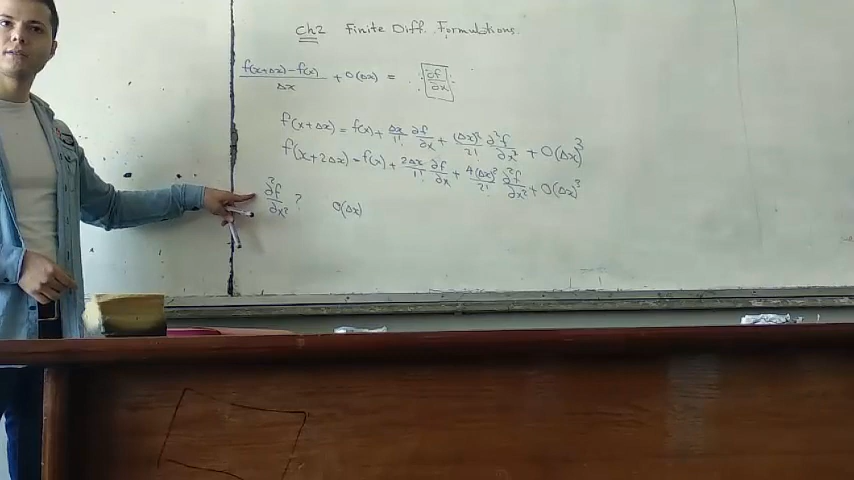 Ch2 Finite Diff. Formulations.
f(x+Δx)-f(x)/Δx + O(Δx) = ∂f/∂x
f(x+Δx) = f(x) + Δx/1! ∂f/∂x + (Δx)²/2! ∂²f/∂x² + O(Δx)³
f(x+2Δx) = f(x) + 2Δx/1! ∂f/∂x + 4(Δx)²/2! ∂²f/∂x² + O(Δx)³
∂²f/∂x² ? O(Δx)